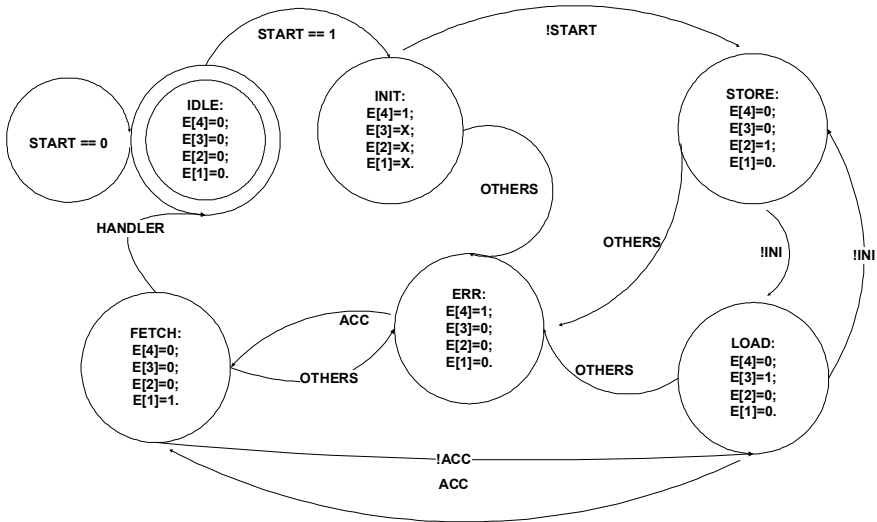 START == 1
!START
START == 0
IDLE:
E[4]=0;
E[3]=0;
E[2]=0;
E[1]=0.
INIT:
E[4]=1;
E[3]=X;
E[2]=X;
E[1]=X.
STORE:
E[4]=0;
E[3]=0;
E[2]=1;
E[1]=0.
OTHERS
HANDLER
OTHERS
!INI
!INI
FETCH:
E[4]=0;
E[3]=0;
E[2]=0;
E[1]=1.
ACC
OTHERS
ERR:
E[4]=1;
E[3]=0;
E[2]=0;
E[1]=0.
OTHERS
LOAD:
E[4]=0;
E[3]=1;
E[2]=0;
E[1]=0.
!ACC
ACC